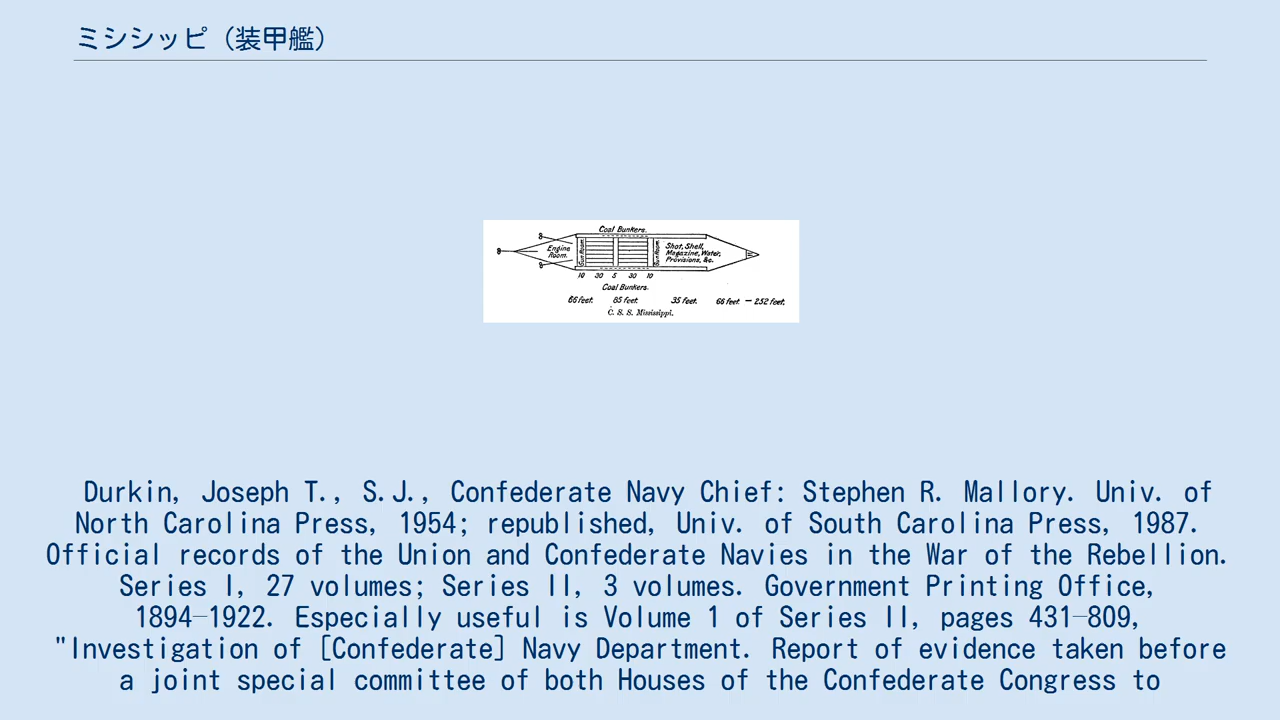 ミシシッピ（装甲艦）
Coal Bunkers.
Engine Room.
Gun Room
Gun Room
Shot, Shell, Magazine, Water, Provisions, &c.
10 30 5 30 10
Coal Bunkers.
66 feet. 85 feet. 35 feet. 66 feet — 252 feet.
C. S. S. Mississippi.
Durkin, Joseph T., S.J., Confederate Navy Chief: Stephen R. Mallory. Univ. of
North Carolina Press, 1954; republished, Univ. of South Carolina Press, 1987.
Official records of the Union and Confederate Navies in the War of the Rebellion.
Series I, 27 volumes; Series II, 3 volumes. Government Printing Office,
1894–1922. Especially useful is Volume 1 of Series II, pages 431–809,
"Investigation of [Confederate] Navy Department. Report of evidence taken before
a joint special committee of both Houses of the Confederate Congress to